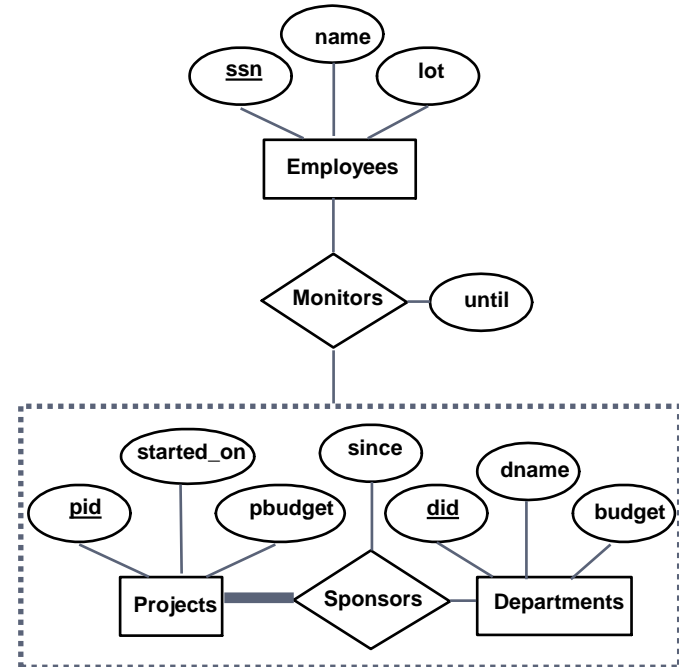 name
ssn
lot
Employees
Monitors
until
started_on
since
dname
pid
pbudget
did
budget
Projects
Sponsors
Departments